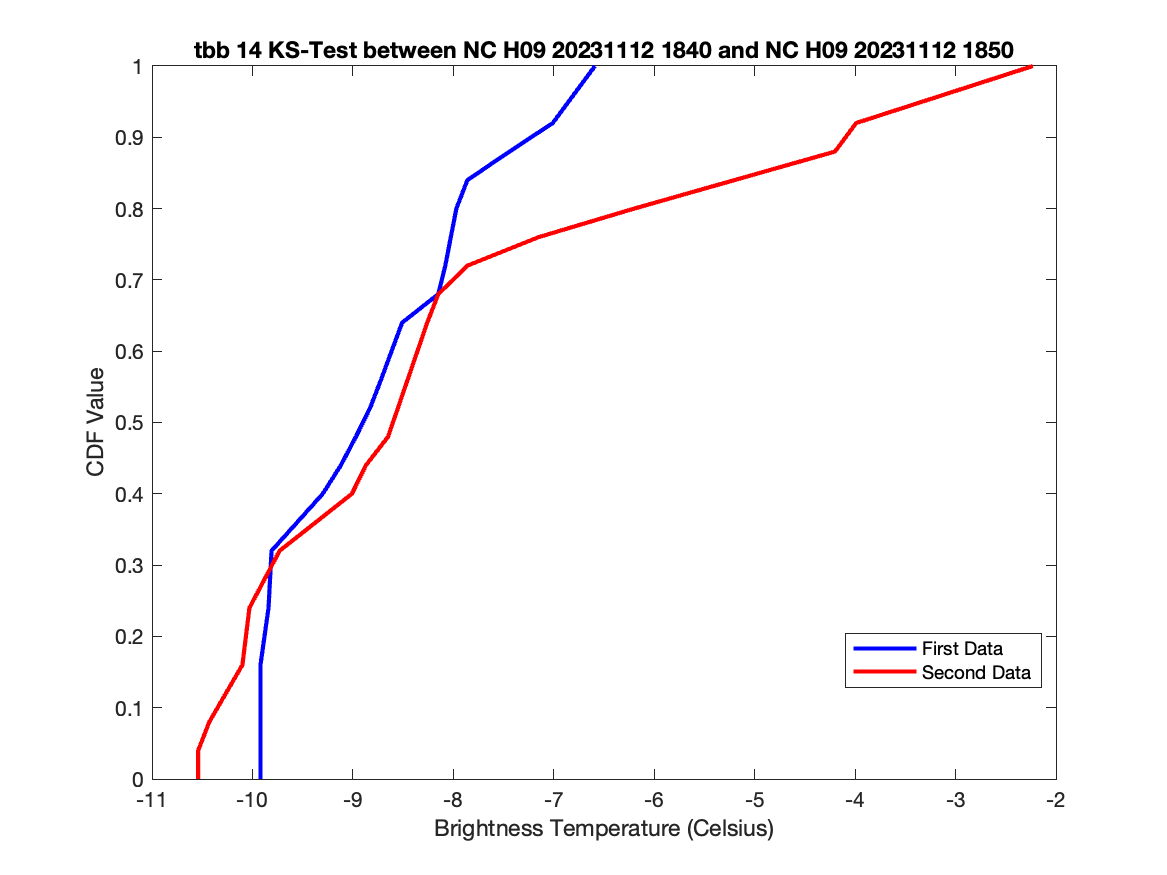 tbb 14 KS-Test between NC H09 20231112 1840 and NC H09 20231112 1850
1
0.9
0.8
0.7
0.6
0.5
0.4
0.3
0.2
0.1
0
CDF Value
First Data
Second Data
-11 -10 -9 -8 -7 -6 -5 -4 -3 -2
Brightness Temperature (Celsius)